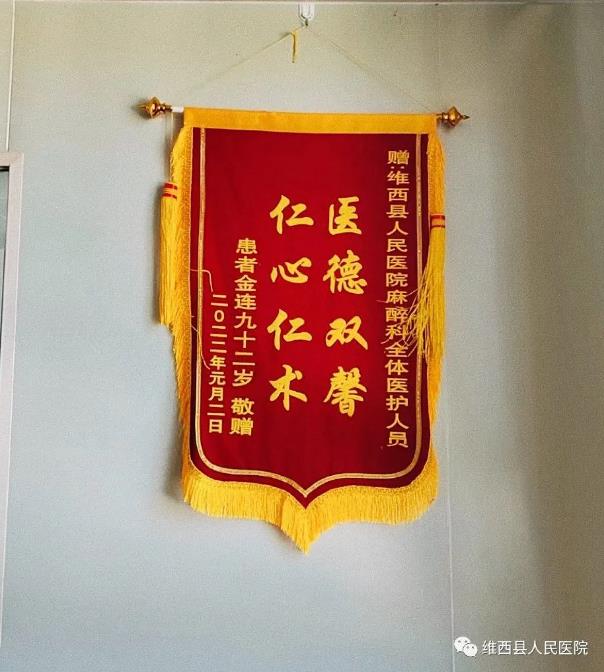 赠:维西县人民医院麻醉科全体医护人员
医德双馨
仁心仁术
患者金连九十二岁 敬赠
二〇二二年元月二日
维西县人民医院